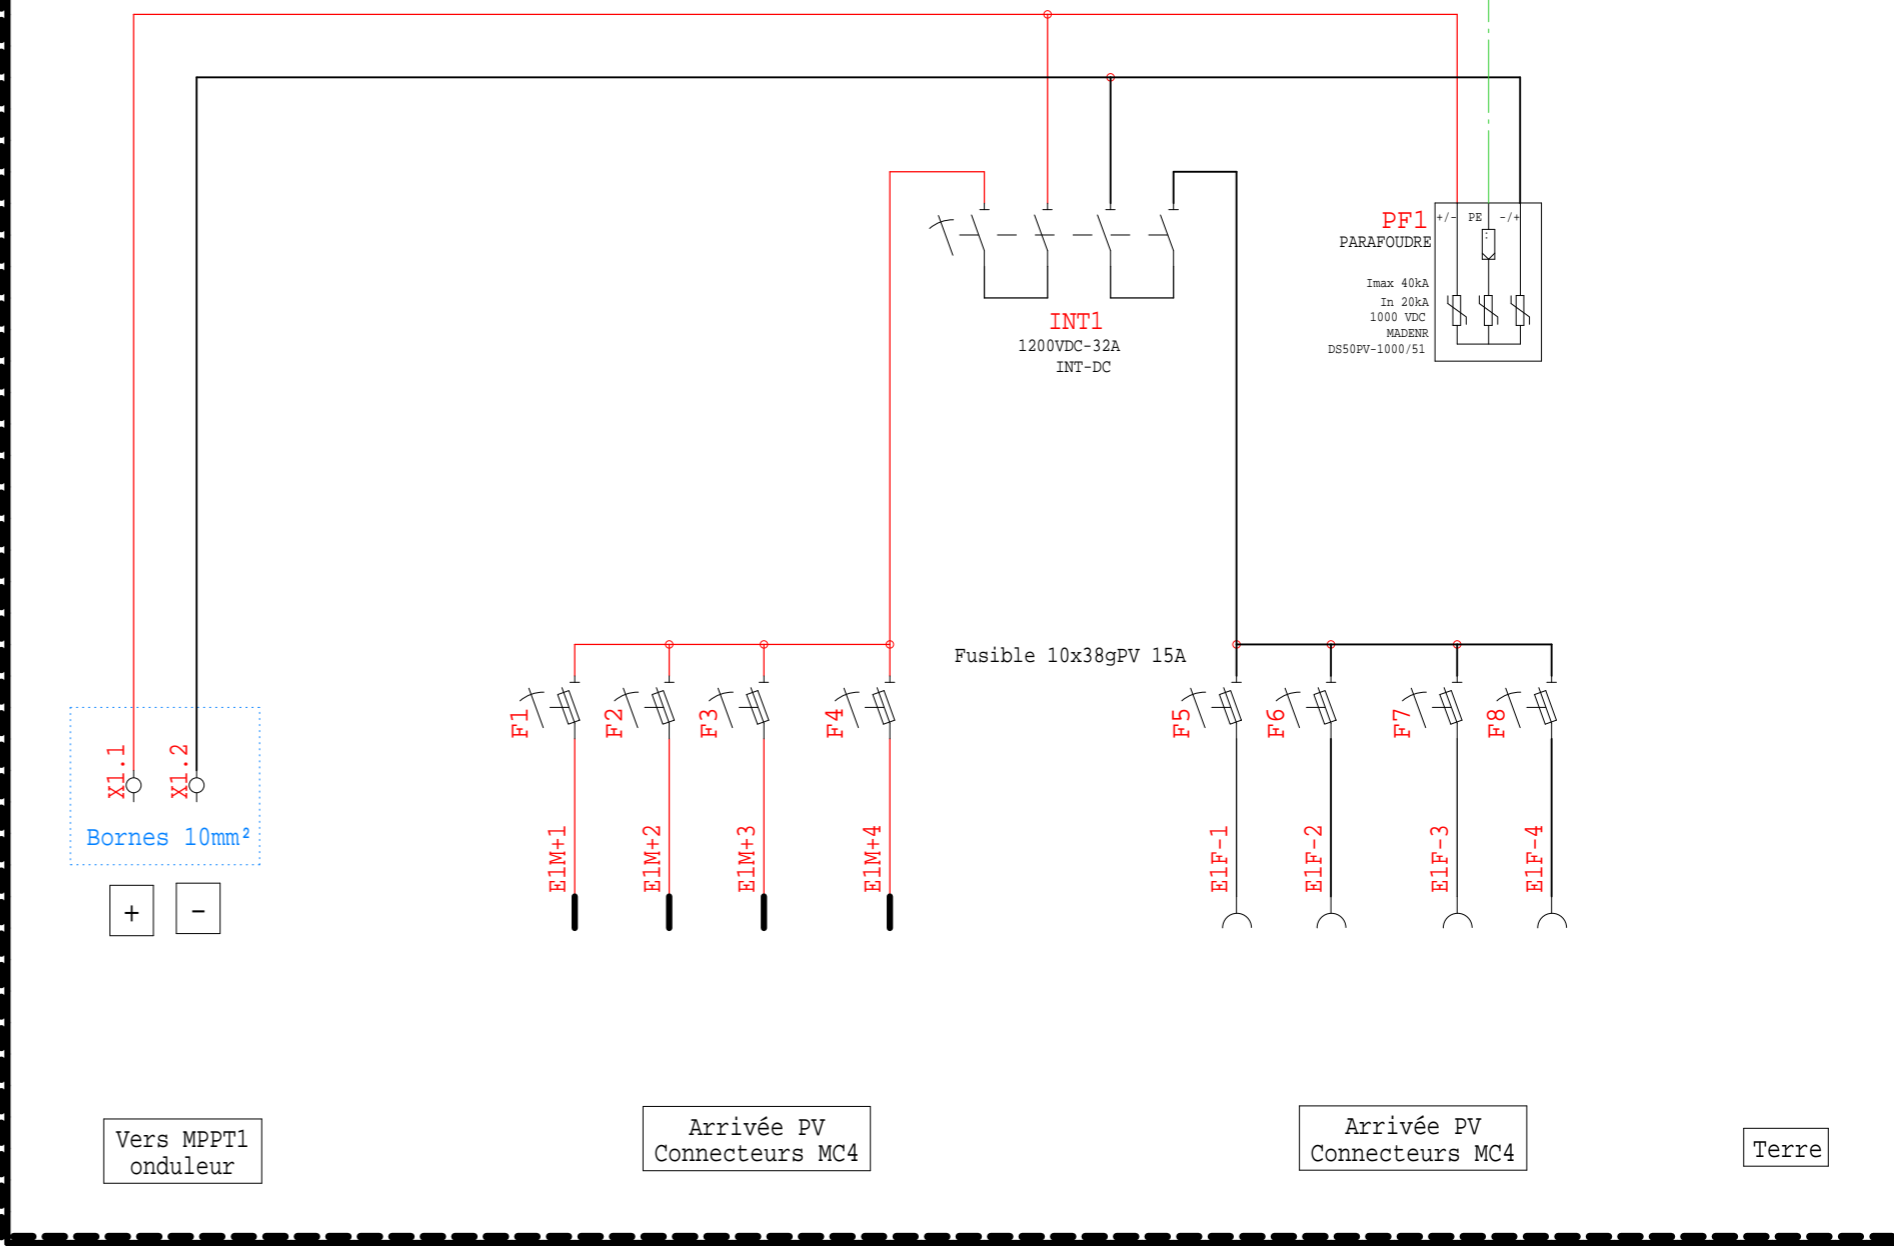 PF1
+/- PE -/+
PARAFOUDRE
Imax 40kA
In 20kA
1000 VDC
MADENR
DS50PV-1000/51
INT1
1200VDC-32A
INT-DC
Fusible 10x38gPV 15A
F1
F2
F3
F4
F5
F6
F7
F8
X1.1
X1.2
Bornes 10mm²
E1M+1
E1M+2
E1M+3
E1M+4
E1F-1
E1F-2
E1F-3
E1F-4
+
-
Vers MPPT1
onduleur
Arrivée PV
Connecteurs MC4
Arrivée PV
Connecteurs MC4
Terre